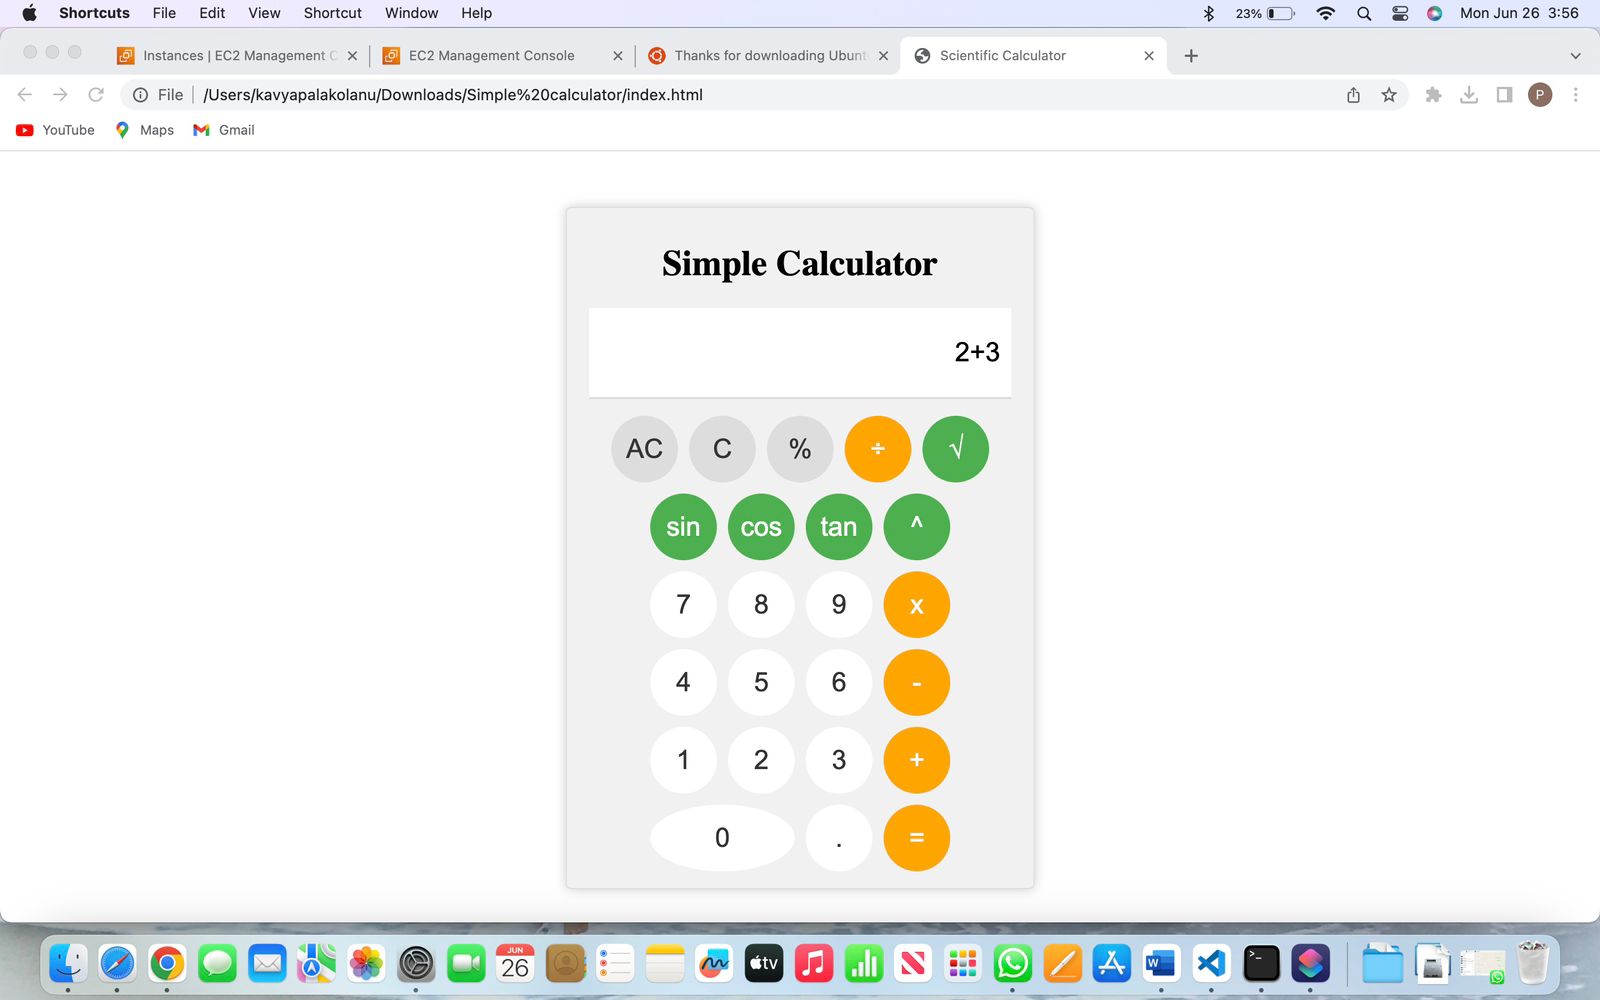 Shortcuts File Edit View Shortcut Window Help 23% Mon Jun 26 3:56
Instances | EC2 Management C EC2 Management Console Thanks for downloading Ubunt Scientific Calculator
File /Users/kavyapalakolanu/Downloads/Simple%20calculator/index.html P
YouTube Maps Gmail
Simple Calculator
2+3
AC C % ÷ √
sin cos tan ^
7 8 9 x
4 5 6 -
1 2 3 +
0 . =
JUN
26
tv
W
>_